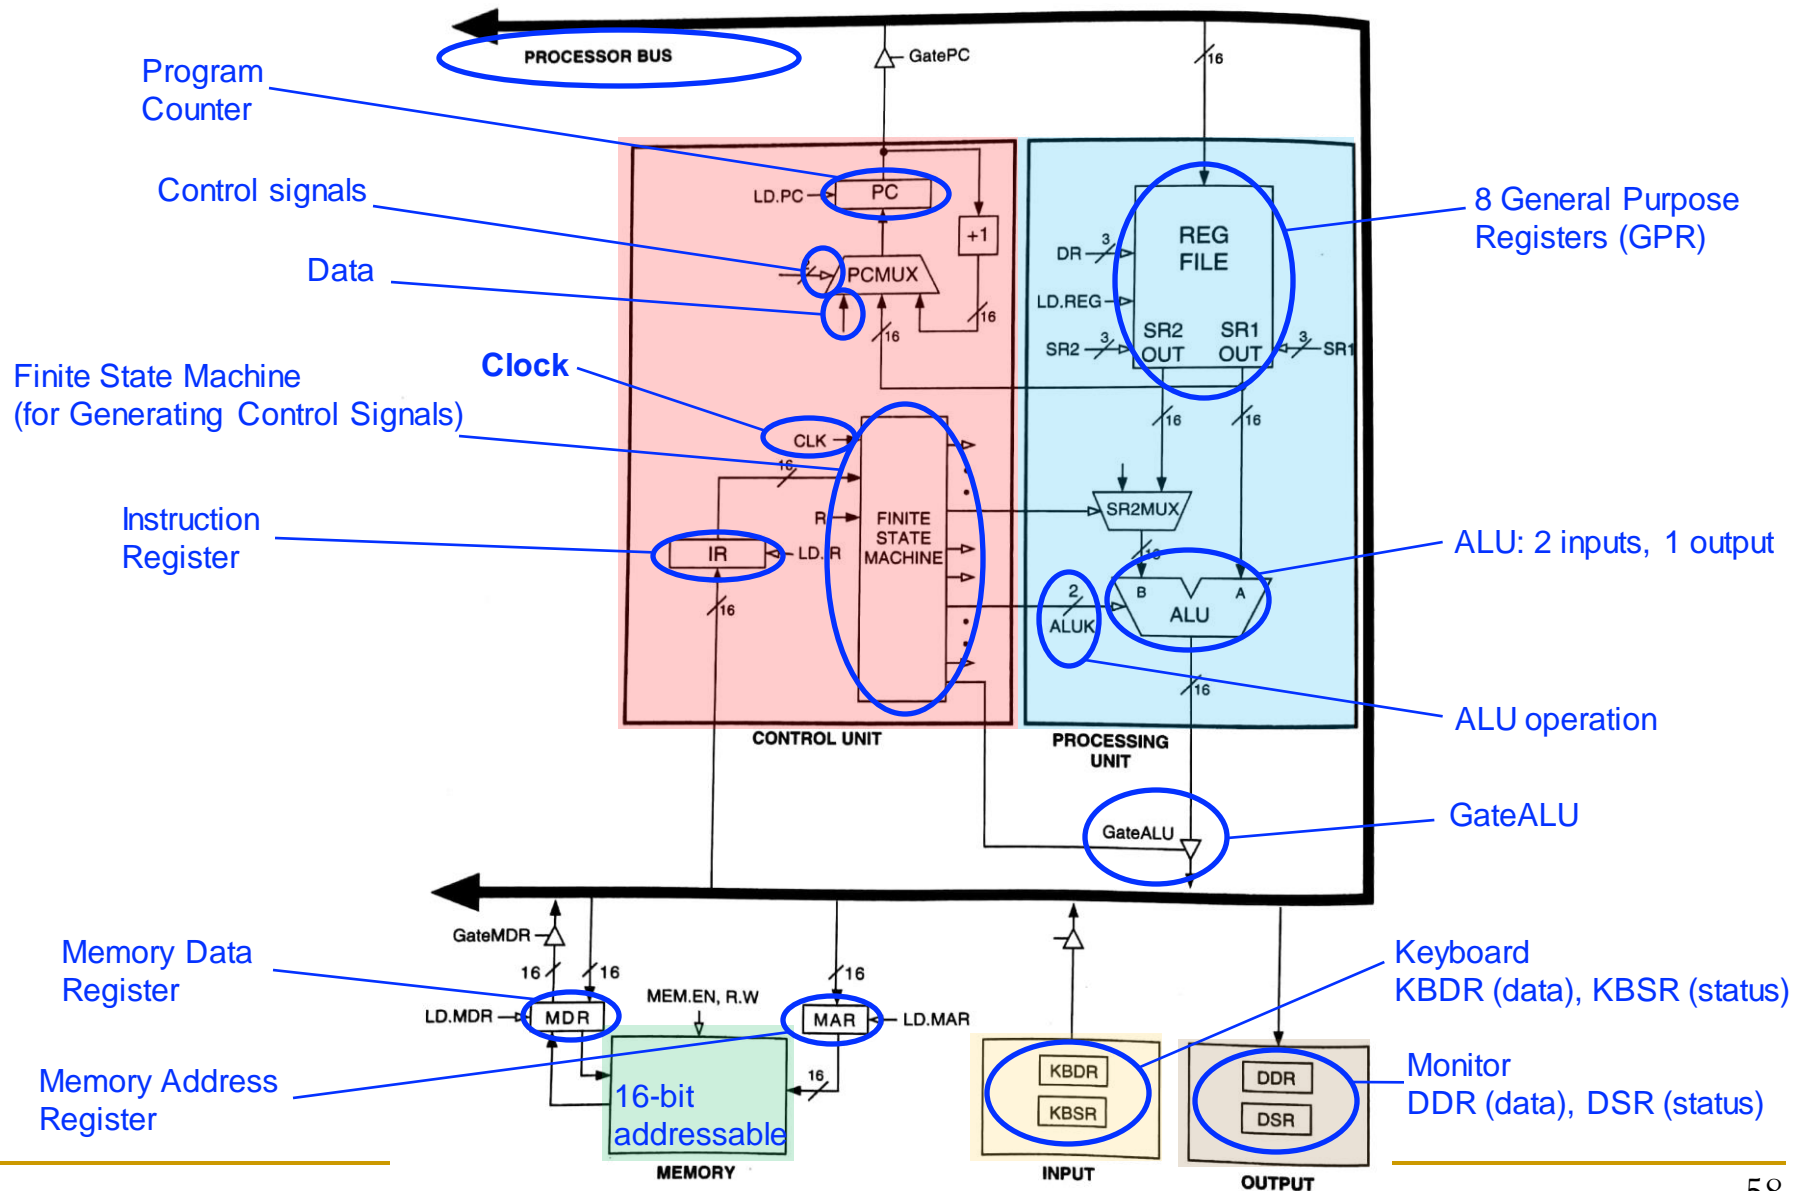 PROCESSOR BUS
GatePC
16
Program
Counter
Control signals
Data
Finite State Machine
(for Generating Control Signals)
Clock
Instruction
Register
LD.PC
PC
+1
2
PCMUX
16
16
CLK
16
R
FINITE
STATE
MACHINE
IR
LD.IR
16
CONTROL UNIT
REG
FILE
DR
3
LD.REG
SR2
3
SR2
OUT
SR1
OUT
3
SR1
16
16
SR2MUX
16
B
A
ALU
2
ALUK
16
PROCESSING
UNIT
8 General Purpose
Registers (GPR)
ALU: 2 inputs, 1 output
ALU operation
GateALU
GateALU
Memory Data
Register
Memory Address
Register
GateMDR
16
16
LD.MDR
MDR
MEM.EN, R.W
16
MAR
LD.MAR
16
16-bit
addressable
MEMORY
KBDR
KBSR
INPUT
DDR
DSR
OUTPUT
Keyboard
KBDR (data), KBSR (status)
Monitor
DDR (data), DSR (status)
58